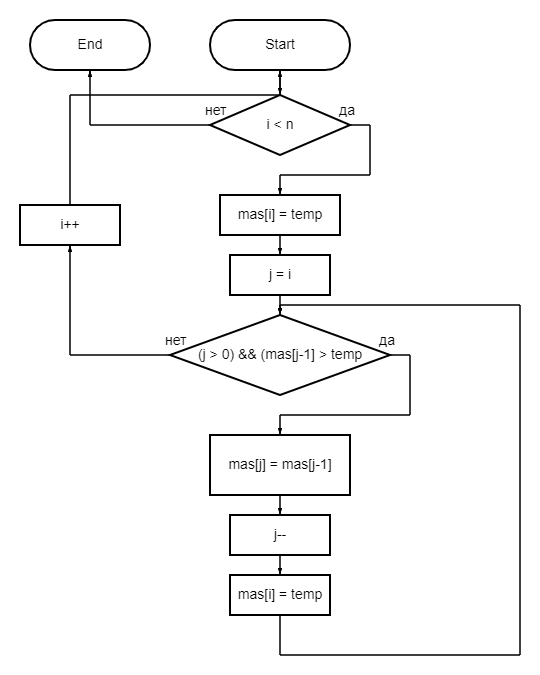 End
Start
нет
да
i < n
mas[i] = temp
i++
j = i
нет
да
(j > 0) && (mas[j-1] > temp
mas[j] = mas[j-1]
j--
mas[i] = temp